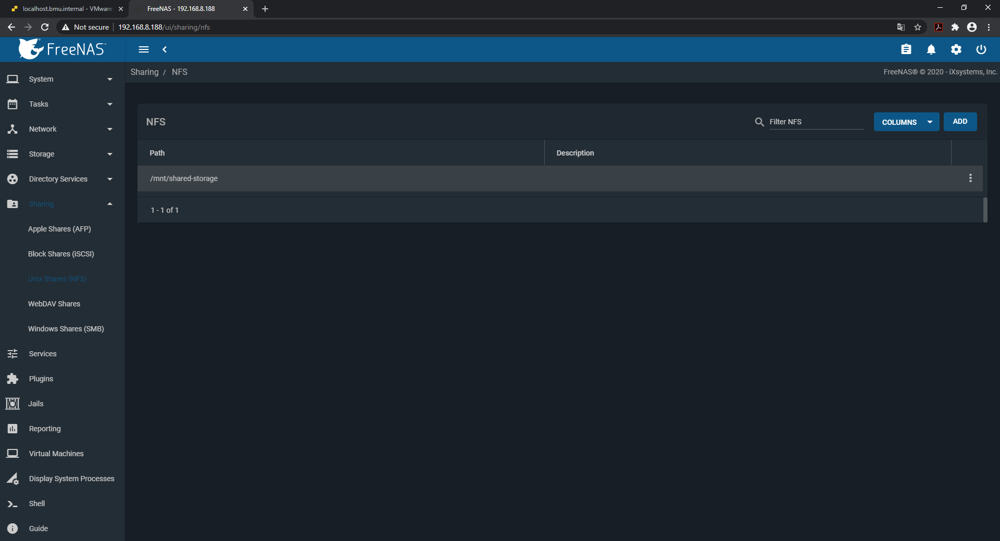 localhost.bmu.internal - VMware
FreeNAS - 192.168.8.188
Not secure
192.168.8.188/ui/sharing/nfs
FreeNAS™
Sharing / NFS
FreeNAS® © 2020 - iXsystems, Inc.
System
Tasks
Network
Storage
Directory Services
Sharing
Apple Shares (AFP)
Block Shares (iSCSI)
Unix Shares (NFS)
WebDAV Shares
Windows Shares (SMB)
Services
Plugins
Jails
Reporting
Virtual Machines
Display System Processes
Shell
Guide
NFS
Filter NFS
COLUMNS
ADD
Path
Description
/mnt/shared-storage
1 - 1 of 1